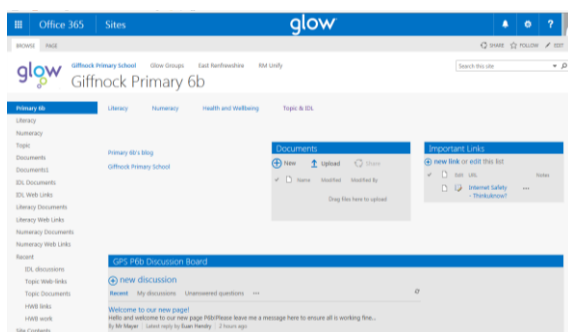 Office 365 Sites glow ?
BROWSE PAGE SHARE FOLLOW EDIT
glow
Giffnock Primary School Glow Groups East Renfrewshire RM Unify
Giffnock Primary 6b
Search this site
Primary 6b Literacy Numeracy Health and Wellbeing Topic & IDL
Literacy
Numeracy
Topic
Documents
Documents1
IDL Documents
IDL Web Links
Literacy Documents
Literacy Web Links
Numeracy Documents
Numeracy Web Links
Recent
IDL discussions
Topic Web links
Topic Documents
HWB links
HWB work
Site Contents
Primary 6b's blog
Giffnock Primary School
Documents
New Upload Share
Name Modified Modified By
Drag files here to upload
Important Links
new link or edit this list
Edit URL Notes
Internet Safety
- Thinkuknow? ...
GPS P6b Discussion Board
new discussion
Recent My discussions Unanswered questions ...
Welcome to our new page!
Hello and welcome to our new page P6b!Please leave me a message here to ensure all is working fine...
By Mr Mayer Latest reply by Euan Hendry 2 hours ago